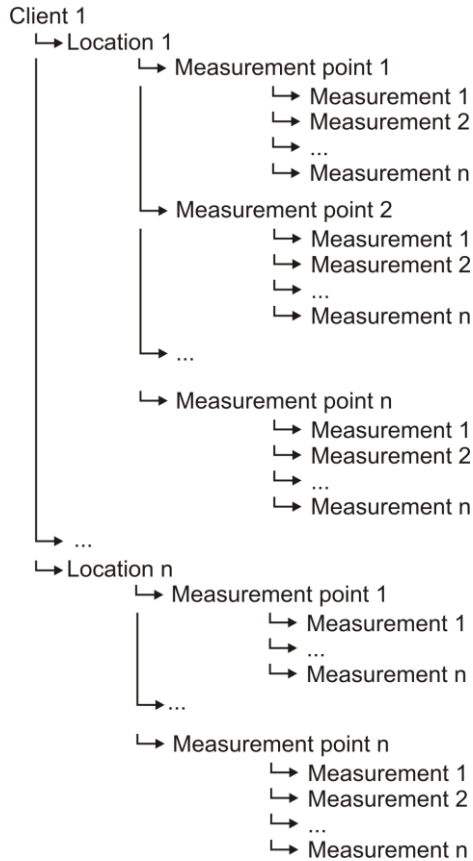 Client 1
Location 1
Measurement point 1
Measurement 1
Measurement 2
...
Measurement n
Measurement point 2
Measurement 1
Measurement 2
...
Measurement n
...
Measurement point n
Measurement 1
Measurement 2
...
Measurement n
...
Location n
Measurement point 1
Measurement 1
...
Measurement n
...
Measurement point n
Measurement 1
Measurement 2
...
Measurement n